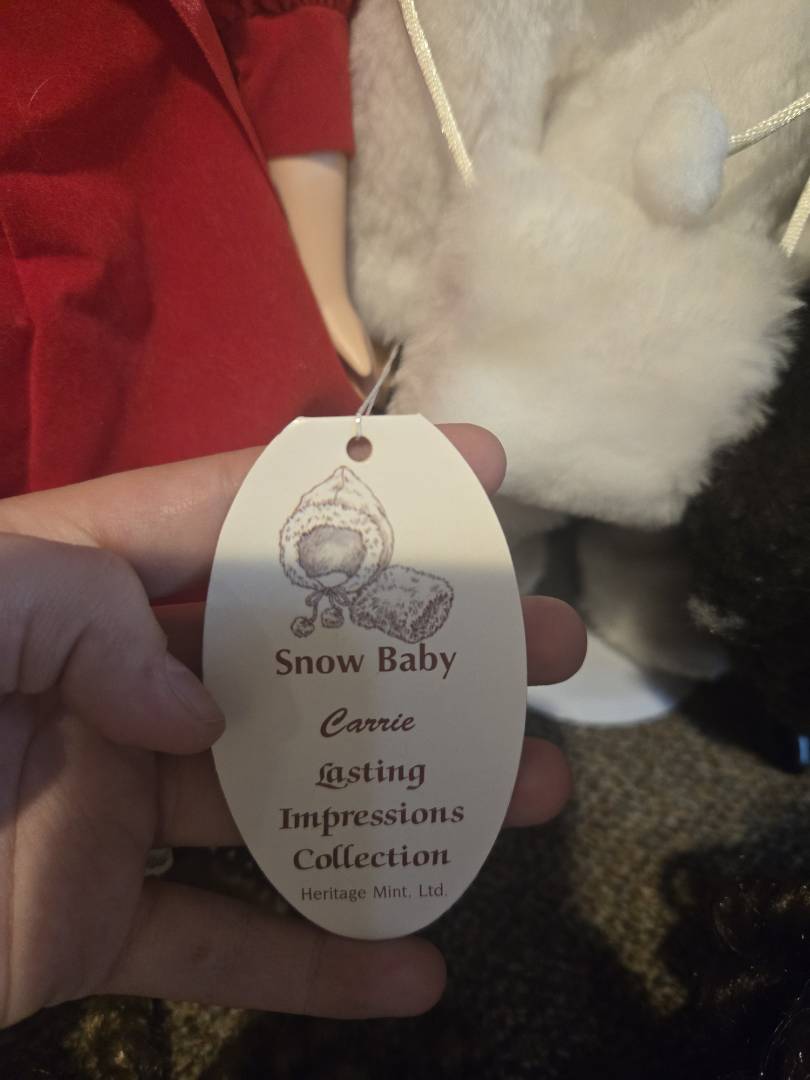 Snow Baby
Carrie
Lasting
Impressions
Collection
Heritage Mint, Ltd.